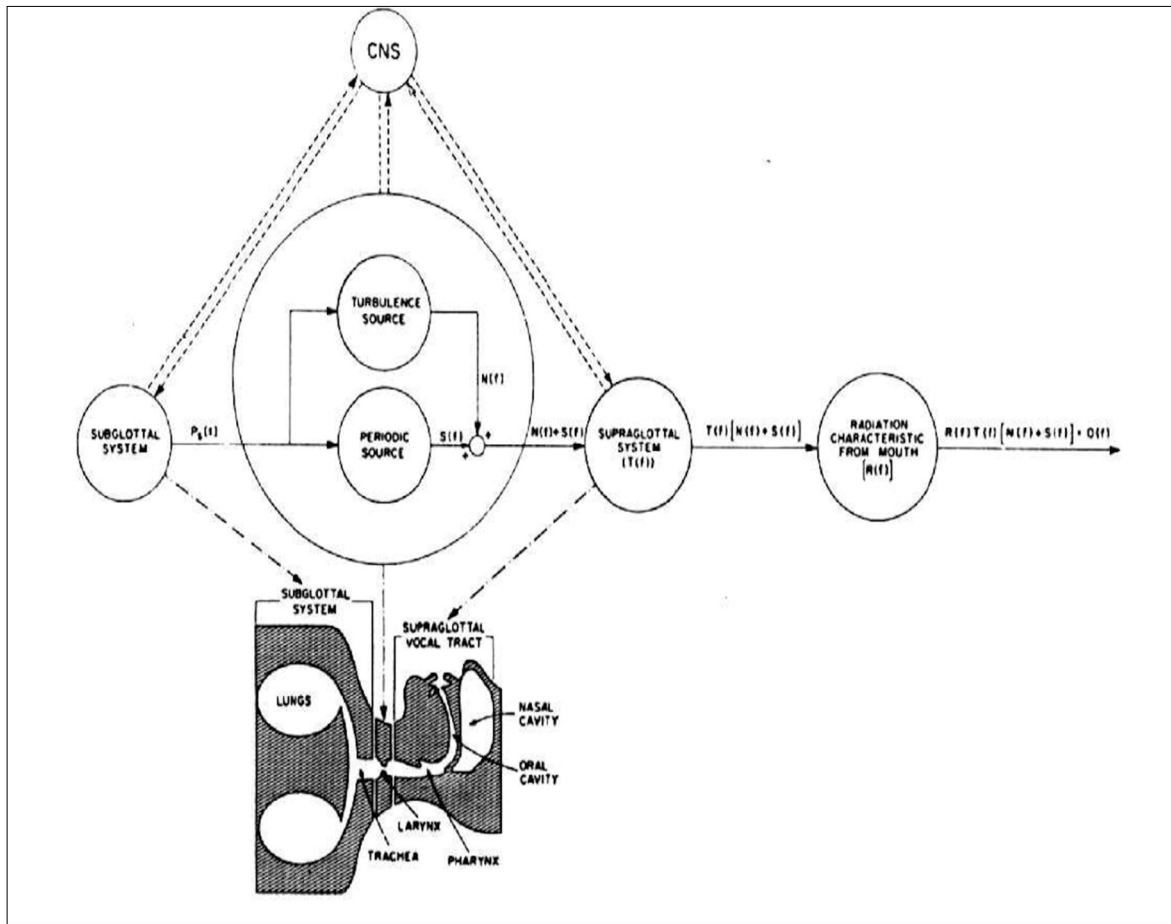 CNS
TURBULENCE
SOURCE
N(f)
SUBGLOTTAL
SYSTEM
Ps(t)
PERIODIC
SOURCE
S(f)
+
+
N(f)+S(f)
SUPRAGLOTTAL
SYSTEM
(T(f))
T(f)[N(f)+S(f)]
RADIATION
CHARACTERISTIC
FROM MOUTH
[R(f)]
R(f)T(f)[N(f)+S(f)]=O(f)
SUBGLOTTAL
SYSTEM
SUPRAGLOTTAL
VOCAL TRACT
LUNGS
NASAL
CAVITY
ORAL
CAVITY
LARYNX
TRACHEA
PHARYNX